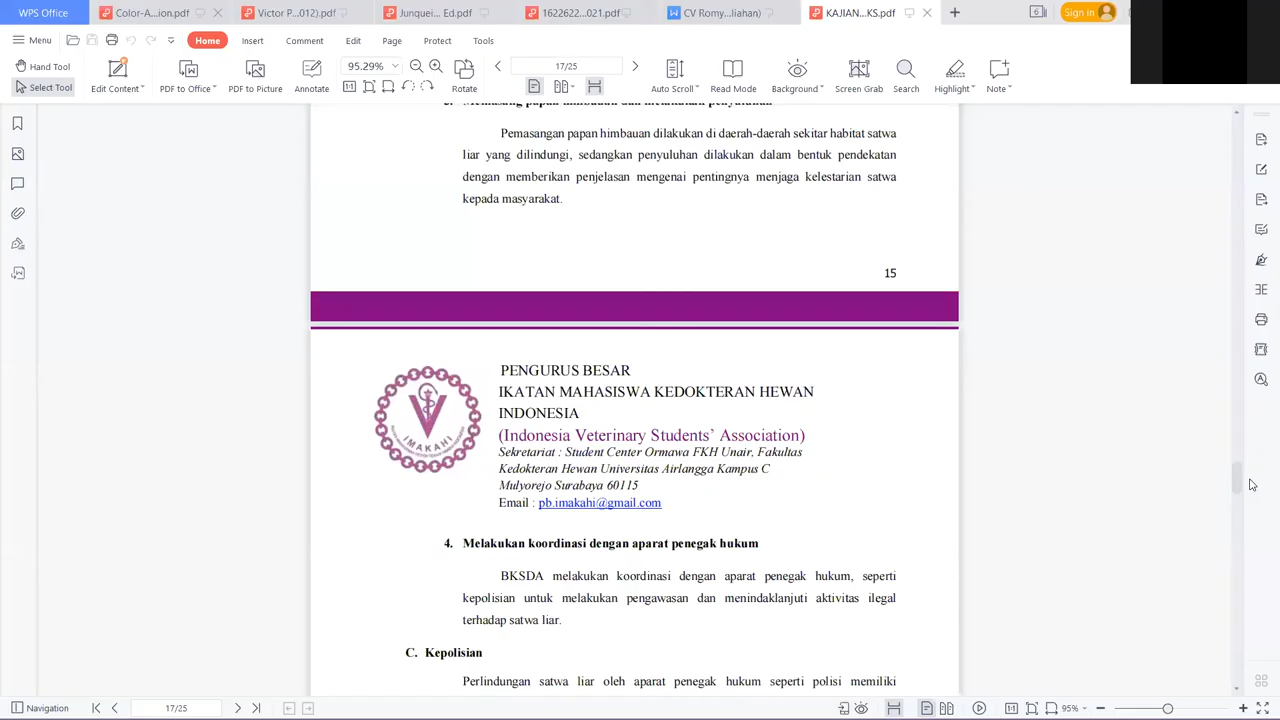 WPS Office
Color-A...ion.pdf
Victor P...012).pdf
Junquei... Ed.pdf
1622622...021.pdf
CV Romy...liahan)
KAJIAN...KS.pdf
6
Sign in
Menu
Home
Insert
Comment
Edit
Page
Protect
Tools
Hand Tool
Select Tool
Edit Content
PDF to Office
PDF to Picture
Annotate
95.29%
Rotate
17/25
Auto Scroll
Read Mode
Background
Screen Grab
Search
Highlight
Note
Memasang papan himbauan dan melakukan penyuluhan
Pemasangan papan himbauan dilakukan di daerah-daerah sekitar habitat satwa
liar yang dilindungi, sedangkan penyuluhan dilakukan dalam bentuk pendekatan
dengan memberikan penjelasan mengenai pentingnya menjaga kelestarian satwa
kepada masyarakat.
15
IMAKAHI
PENGURUS BESAR
IKATAN MAHASISWA KEDOKTERAN HEWAN
INDONESIA
(Indonesia Veterinary Students' Association)
Sekretariat : Student Center Ormawa FKH Unair, Fakultas
Kedokteran Hewan Universitas Airlangga Kampus C
Mulyorejo Surabaya 60115
Email : pb.imakahi@gmail.com
4. Melakukan koordinasi dengan aparat penegak hukum
BKSDA melakukan koordinasi dengan aparat penegak hukum, seperti
kepolisian untuk melakukan pengawasan dan menindaklanjuti aktivitas ilegal
terhadap satwa liar.
C. Kepolisian
Perlindungan satwa liar oleh aparat penegak hukum seperti polisi memiliki
Navigation
17/25
95%